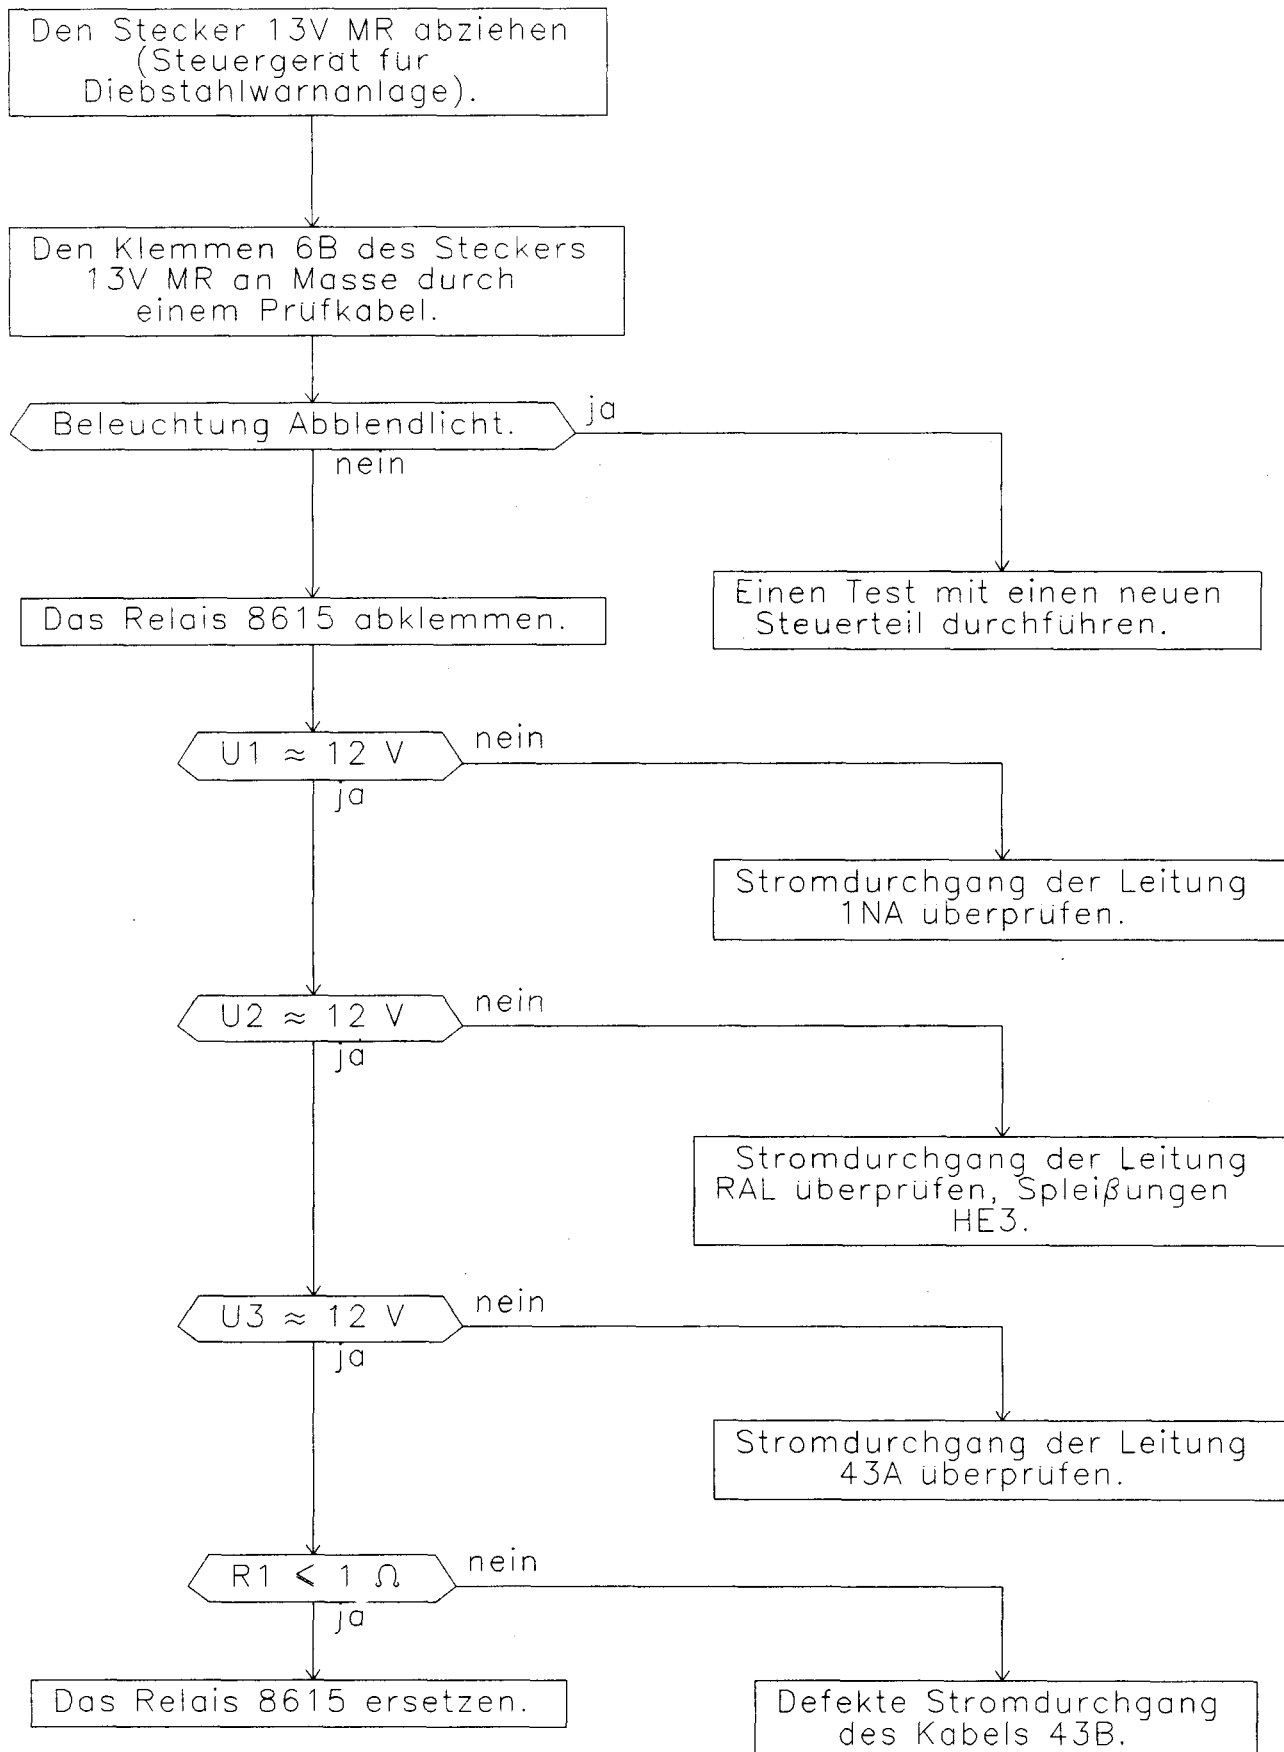 Den Stecker 13V MR abziehen
(Steuergerät für
Diebstahlwarnanlage).
Den Klemmen 6B des Steckers
13V MR an Masse durch
einem Prüfkabel.
Beleuchtung Abblendlicht.
ja
nein
Das Relais 8615 abklemmen.
Einen Test mit einen neuen
Steuerteil durchführen.
U1 ≈ 12 V
nein
ja
Stromdurchgang der Leitung
1NA überprüfen.
U2 ≈ 12 V
nein
ja
Stromdurchgang der Leitung
RAL überprüfen, Spleißungen
HE3.
U3 ≈ 12 V
nein
ja
Stromdurchgang der Leitung
43A überprüfen.
R1 < 1 Ω
nein
ja
Das Relais 8615 ersetzen.
Defekte Stromdurchgang
des Kabels 43B.